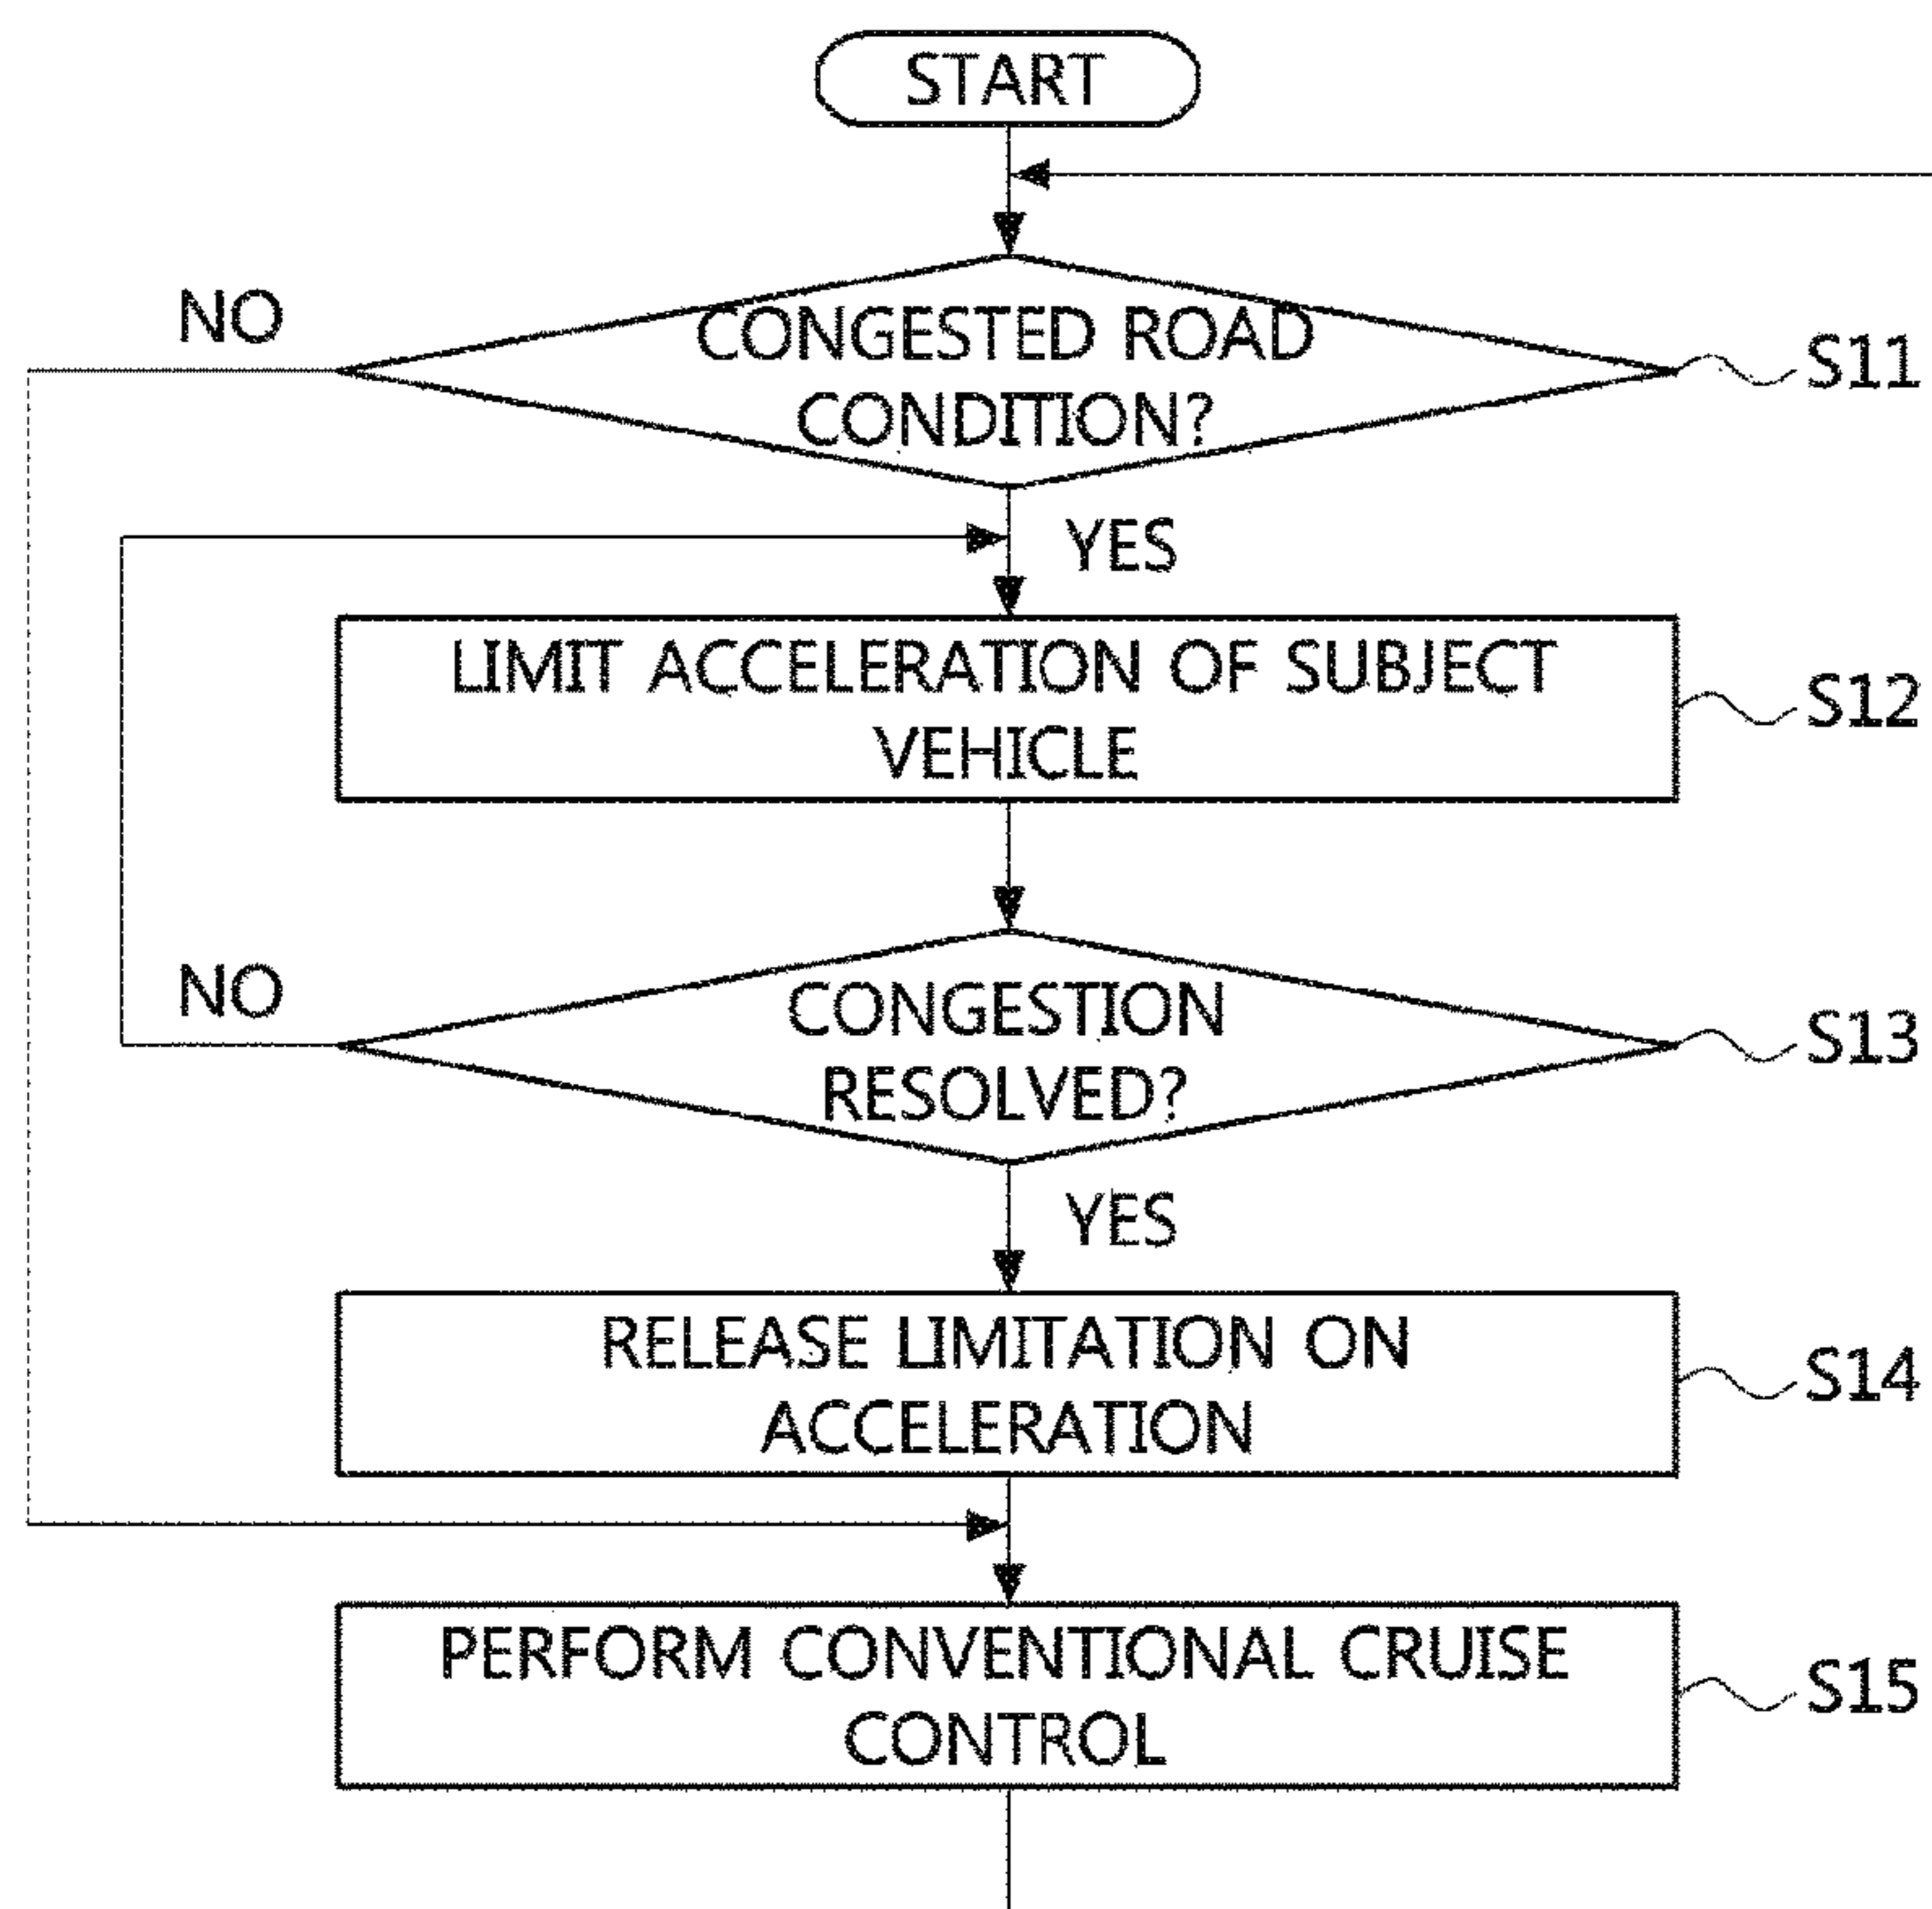 START
NO
CONGESTED ROAD
CONDITION?
S11
YES
LIMIT ACCELERATION OF SUBJECT
VEHICLE
S12
NO
CONGESTION
RESOLVED?
S13
YES
RELEASE LIMITATION ON
ACCELERATION
S14
PERFORM CONVENTIONAL CRUISE
CONTROL
S15